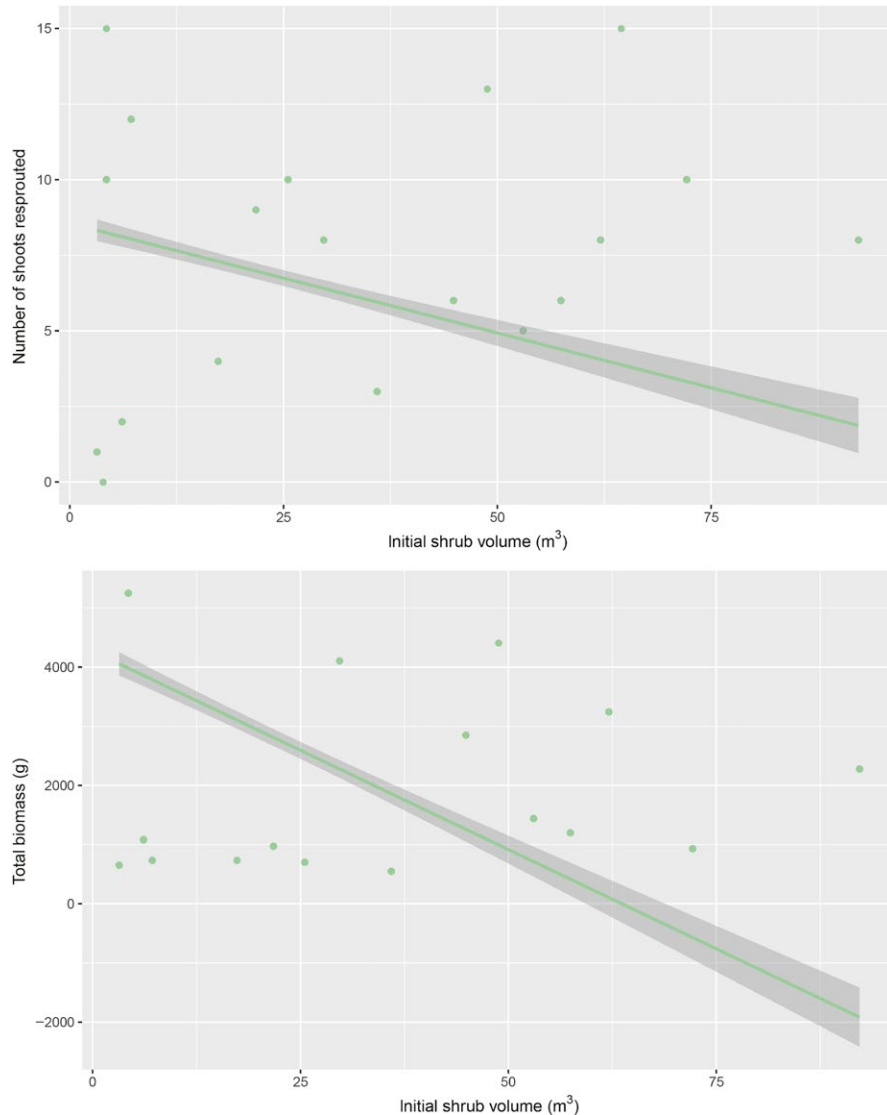 15
10
5
0
Number of shoots resprouted
0 25 50 75
Initial shrub volume (m³)
4000
2000
0
−2000
Total biomass (g)
0 25 50 75
Initial shrub volume (m³)